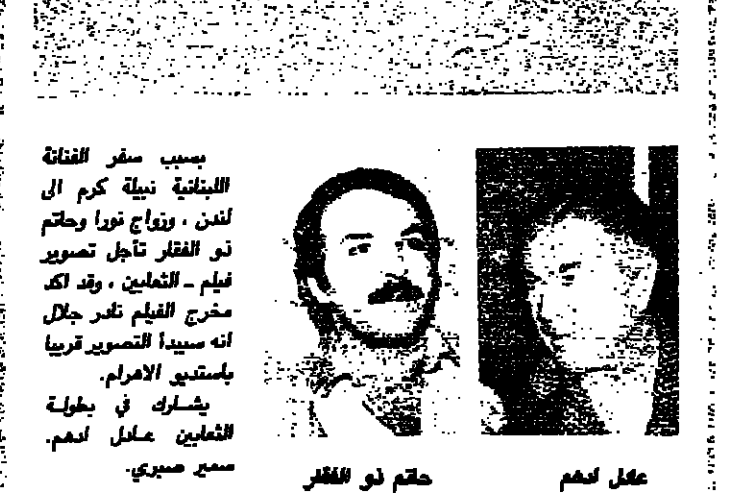 بسبب سفر الفنانة
اللبنانية نبيلة كرم الى
لندن ، وزواج نورا وحاتم
ذو الفقار تأجل تصوير
فيلم ـ الثعابين ، وقد اكد
مخرج الفيلم نادر جلال
انه سيبدأ التصوير قريبا
باستديو الاهرام.
يشارك في بطولة
الثعابين عادل ادهم.
سمير صبري.
حاتم ذو الفقار
عادل ادهم